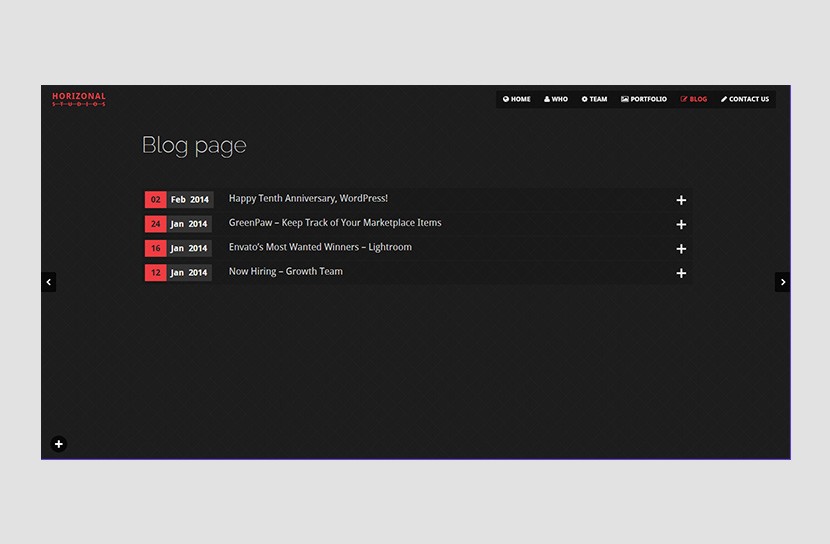 HORIZONAL
STUDIOS
HOME WHO TEAM PORTFOLIO BLOG CONTACT US
Blog page
02 Feb 2014 Happy Tenth Anniversary, WordPress!
24 Jan 2014 GreenPaw – Keep Track of Your Marketplace Items
16 Jan 2014 Envato’s Most Wanted Winners – Lightroom
12 Jan 2014 Now Hiring – Growth Team